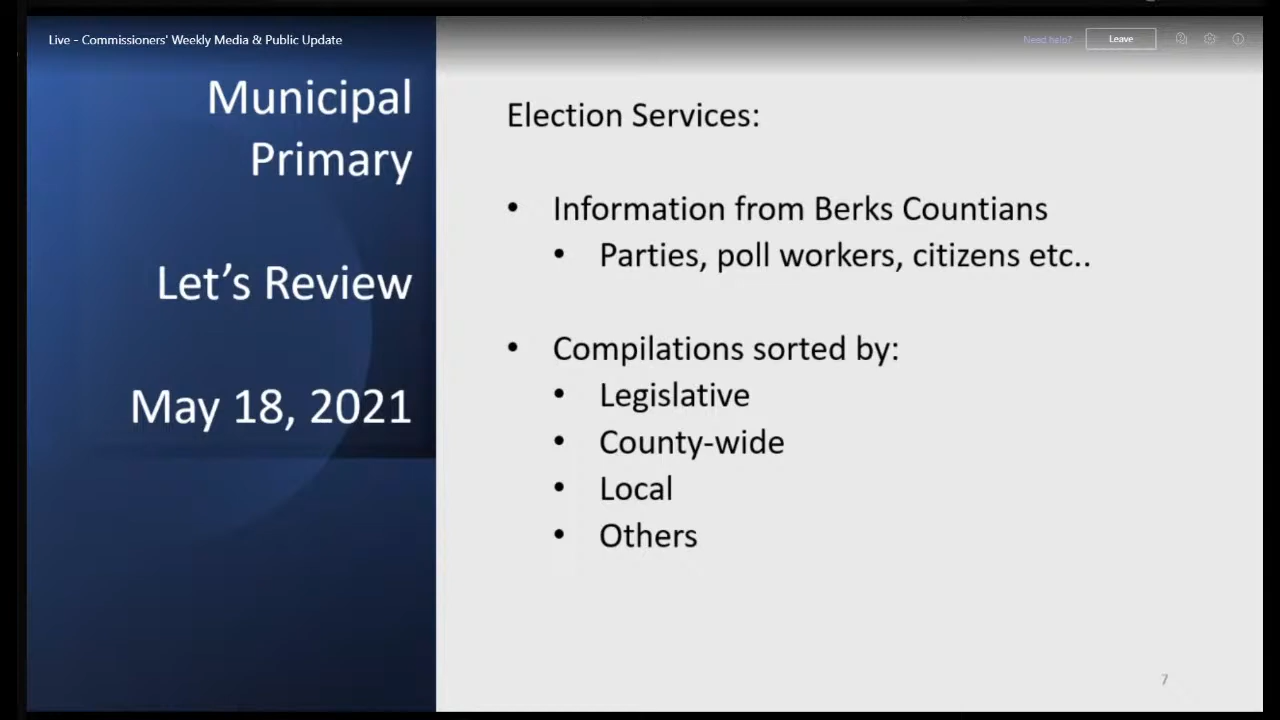 Live - Commissioners' Weekly Media & Public Update
Need help?
Leave
Municipal
Primary
Let's Review
May 18, 2021
Election Services:
• Information from Berks Countians
• Parties, poll workers, citizens etc..
• Compilations sorted by:
• Legislative
• County-wide
• Local
• Others
7